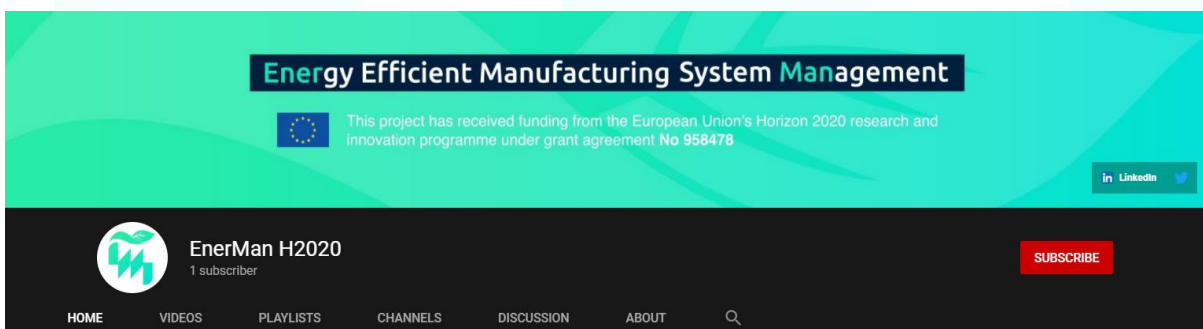 Energy Efficient Manufacturing System Management
This project has received funding from the European Union's Horizon 2020 research and
innovation programme under grant agreement No 958478
in LinkedIn
EnerMan H2020
1 subscriber
SUBSCRIBE
HOME VIDEOS PLAYLISTS CHANNELS DISCUSSION ABOUT